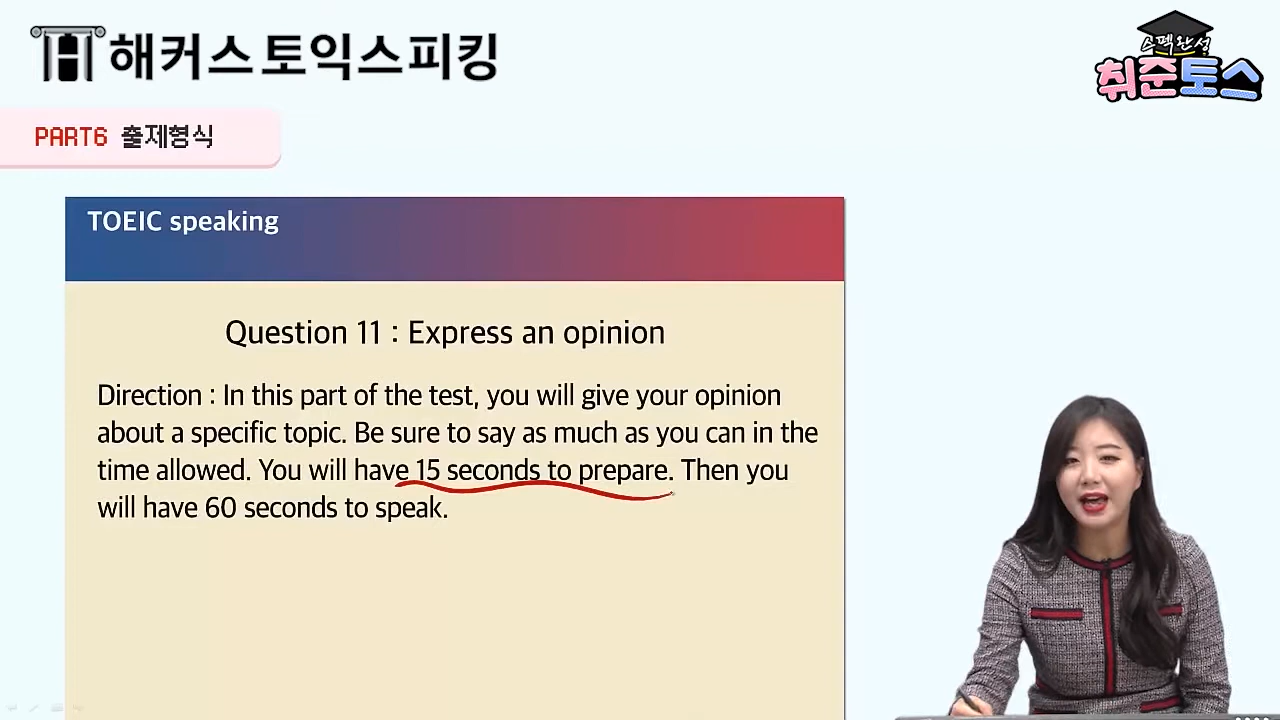 해커스 토익스피킹
스펙완성
취준토스
PART6 출제형식
TOEIC speaking
Question 11 : Express an opinion
Direction : In this part of the test, you will give your opinion
about a specific topic. Be sure to say as much as you can in the
time allowed. You will have 15 seconds to prepare. Then you
will have 60 seconds to speak.